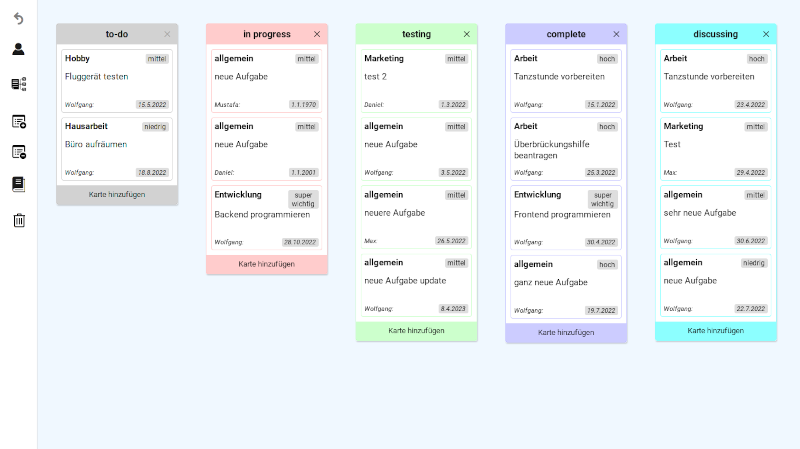 to-do
Hobby
mittel
Fluggerät testen
Wolfgang:
15.5.2022
Hausarbeit
niedrig
Büro aufräumen
Wolfgang:
18.8.2022
Karte hinzufügen
in progress
allgemein
mittel
neue Aufgabe
Mustafa:
1.1.1970
allgemein
mittel
neue Aufgabe
Daniel:
1.1.2001
Entwicklung
super
wichtig
Backend programmieren
Wolfgang:
28.10.2022
Karte hinzufügen
testing
Marketing
mittel
test 2
Daniel:
1.3.2022
allgemein
mittel
neue Aufgabe
Wolfgang:
3.5.2022
allgemein
mittel
neuere Aufgabe
Max:
26.5.2022
allgemein
mittel
neue Aufgabe update
Wolfgang:
8.4.2023
Karte hinzufügen
complete
Arbeit
hoch
Tanzstunde vorbereiten
Wolfgang:
15.1.2022
Arbeit
hoch
Überbrückungshilfe
beantragen
Wolfgang:
25.3.2022
Entwicklung
super
wichtig
Frontend programmieren
Wolfgang:
30.4.2022
allgemein
hoch
ganz neue Aufgabe
Wolfgang:
19.7.2022
Karte hinzufügen
discussing
Arbeit
hoch
Tanzstunde vorbereiten
Wolfgang:
23.4.2022
Marketing
mittel
Test
Max:
29.4.2022
allgemein
mittel
sehr neue Aufgabe
Wolfgang:
30.6.2022
allgemein
niedrig
neue Aufgabe
Wolfgang:
22.7.2022
Karte hinzufügen